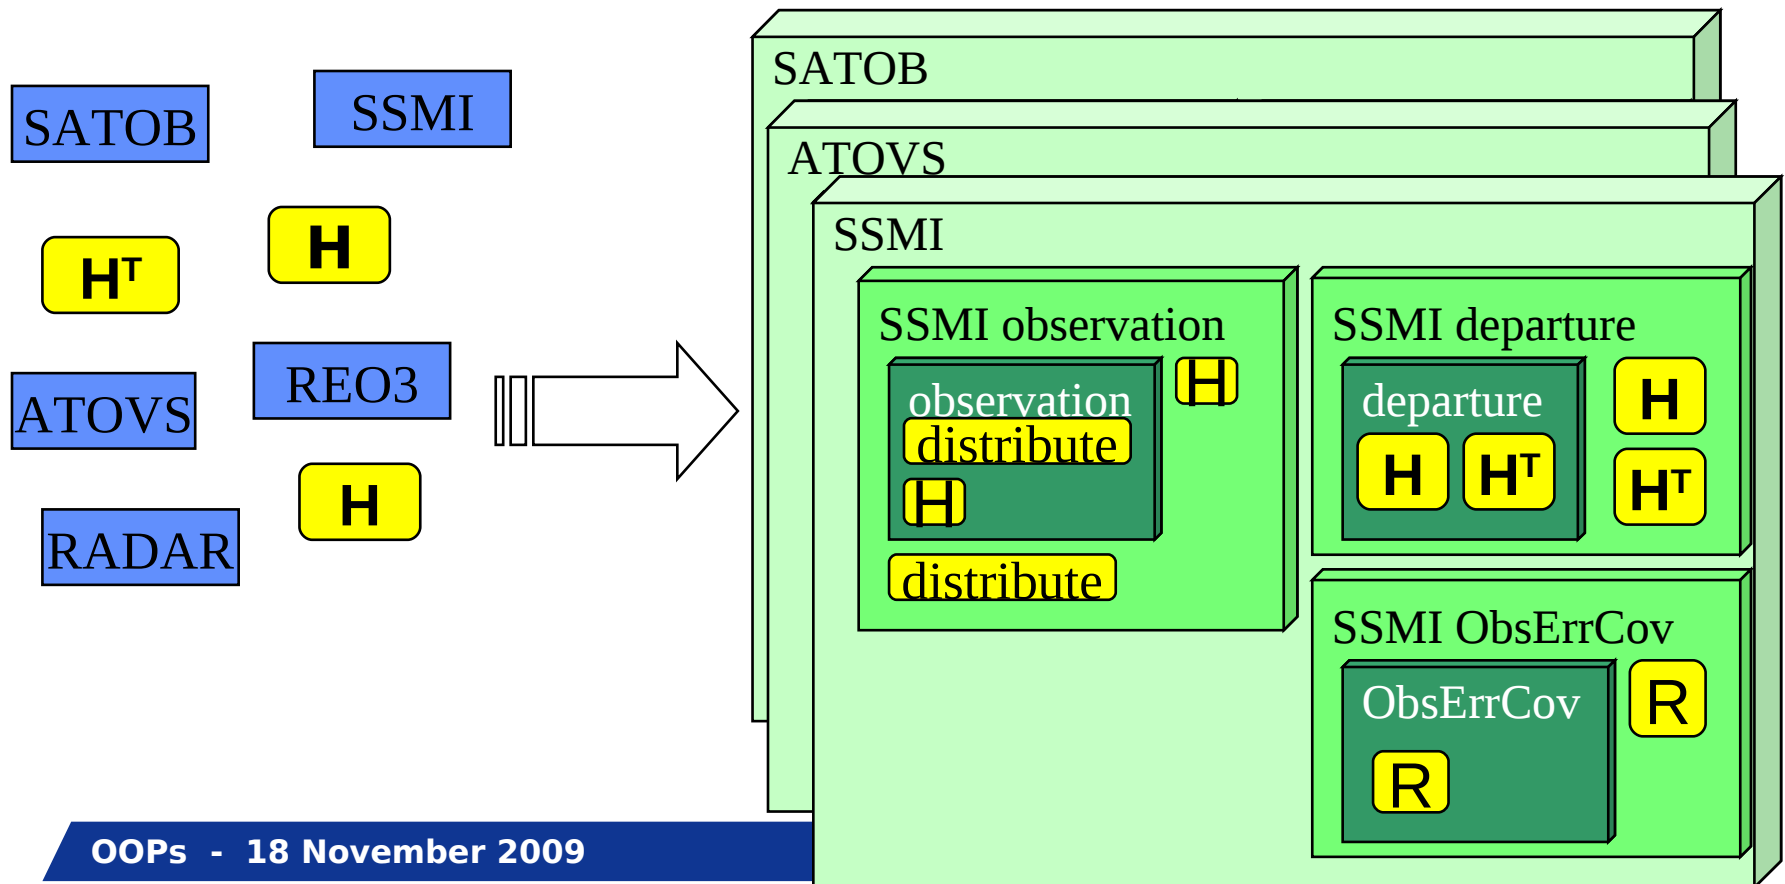 SATOB
SSMI
H
Hᵀ
REO3
ATOVS
H
RADAR
SATOB
ATOVS
SSMI
SSMI observation
observation
H
distribute
H
distribute
SSMI departure
departure
H
H Hᵀ
Hᵀ
SSMI ObsErrCov
ObsErrCov
R
R
OOPs - 18 November 2009